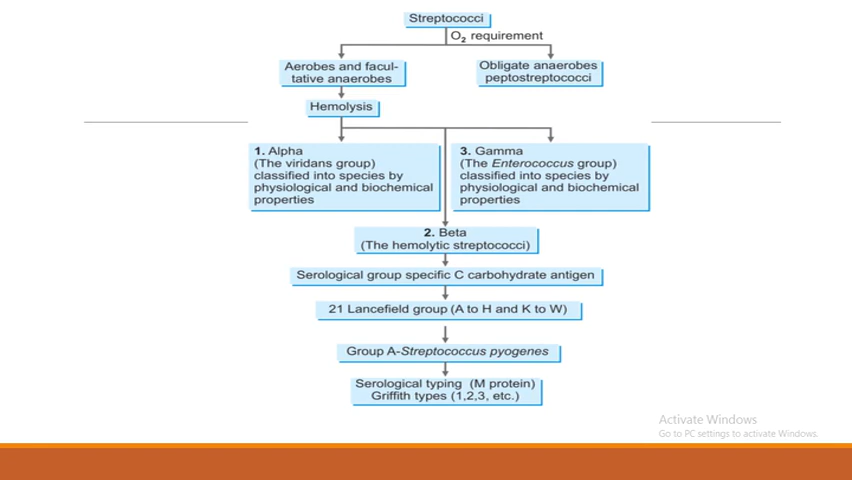 Streptococci
O2 requirement
Aerobes and facul-
tative anaerobes
Obligate anaerobes
peptostreptococci
Hemolysis
1. Alpha
(The viridans group)
classified into species by
physiological and biochemical
properties
3. Gamma
(The Enterococcus group)
classified into species by
physiological and biochemical
properties
2. Beta
(The hemolytic streptococci)
Serological group specific C carbohydrate antigen
21 Lancefield group (A to H and K to W)
Group A-Streptococcus pyogenes
Serological typing (M protein)
Griffith types (1,2,3, etc.)
Activate Windows
Go to PC settings to activate Windows.